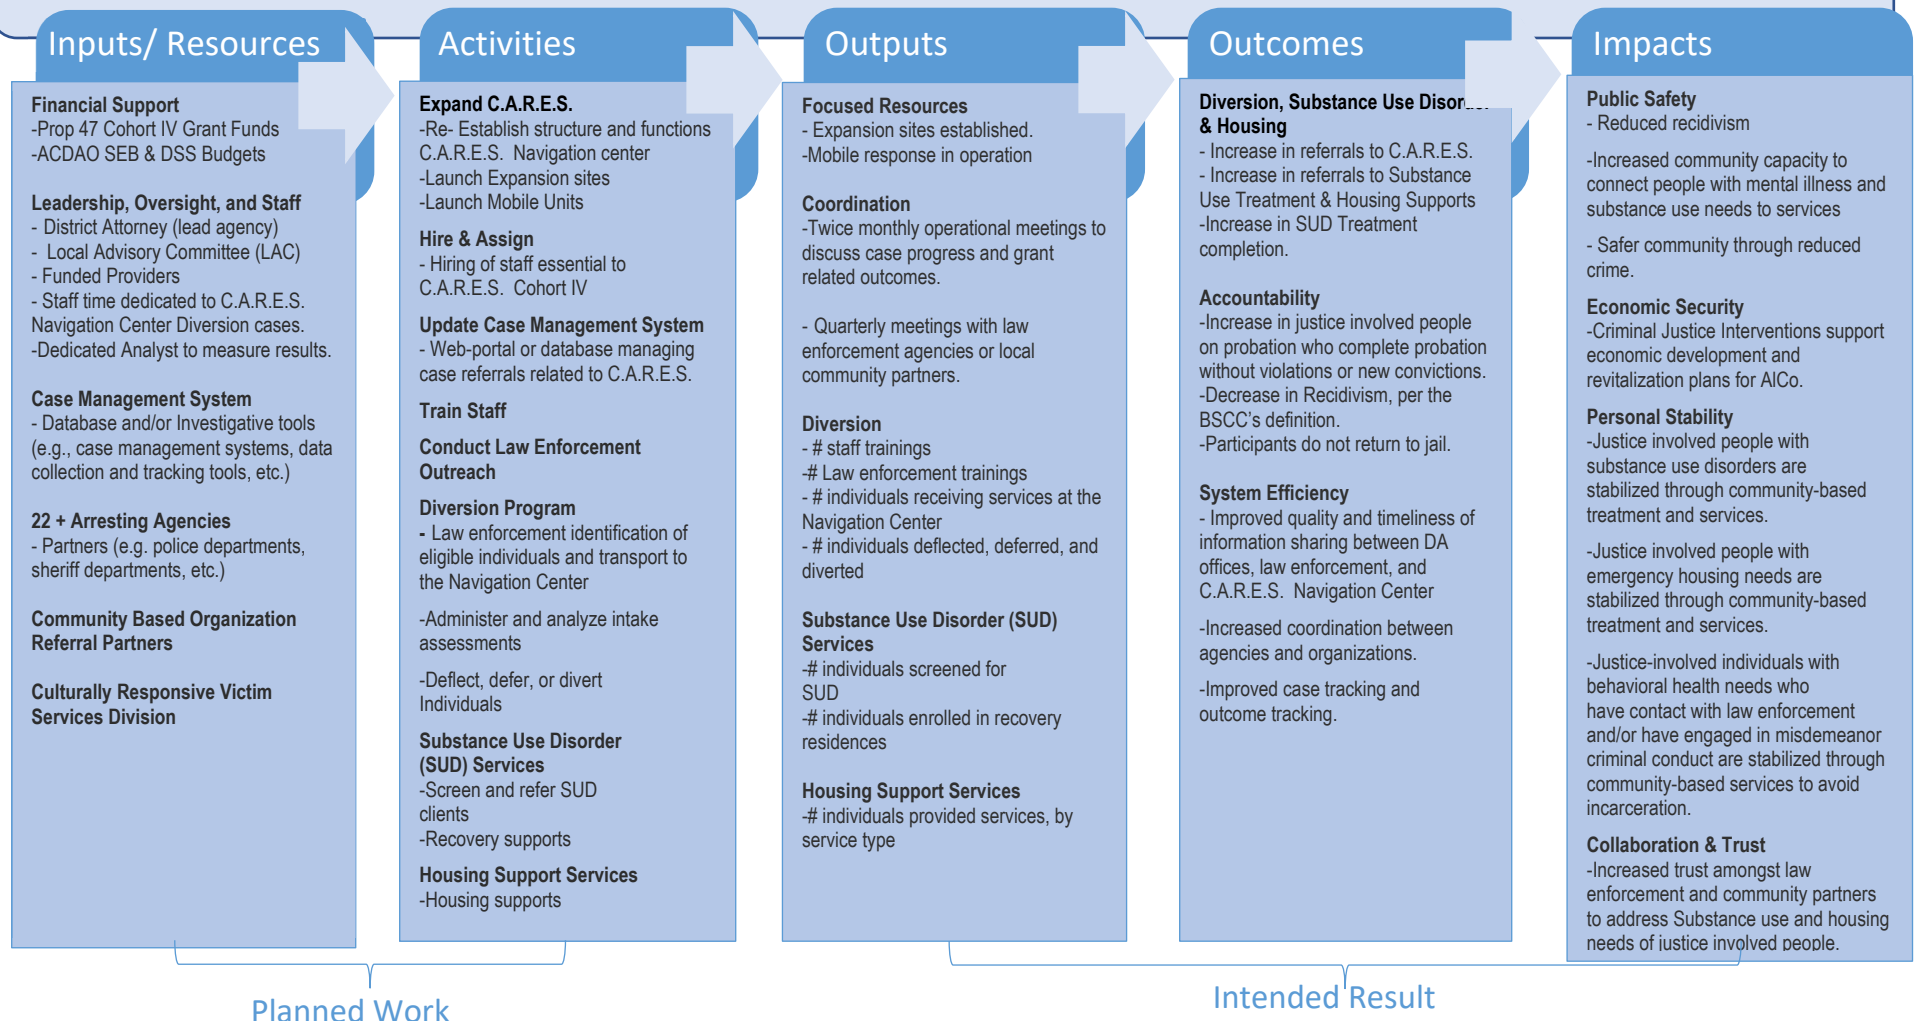 Inputs/ Resources
Financial Support
-Prop 47 Cohort IV Grant Funds
-ACDAO SEB & DSS Budgets
Leadership, Oversight, and Staff
- District Attorney (lead agency)
- Local Advisory Committee (LAC)
- Funded Providers
- Staff time dedicated to C.A.R.E.S.
Navigation Center Diversion cases.
-Dedicated Analyst to measure results.
Case Management System
- Database and/or Investigative tools
(e.g., case management systems, data
collection and tracking tools, etc.)
22 + Arresting Agencies
- Partners (e.g. police departments,
sheriff departments, etc.)
Community Based Organization
Referral Partners
Culturally Responsive Victim
Services Division
Activities
Expand C.A.R.E.S.
-Re- Establish structure and functions
C.A.R.E.S. Navigation center
-Launch Expansion sites
-Launch Mobile Units
Hire & Assign
- Hiring of staff essential to
C.A.R.E.S. Cohort IV
Update Case Management System
- Web-portal or database managing
case referrals related to C.A.R.E.S.
Train Staff
Conduct Law Enforcement
Outreach
Diversion Program
- Law enforcement identification of
eligible individuals and transport to
the Navigation Center
-Administer and analyze intake
assessments
-Deflect, defer, or divert
Individuals
Substance Use Disorder
(SUD) Services
-Screen and refer SUD
clients
-Recovery supports
Housing Support Services
-Housing supports
Outputs
Focused Resources
- Expansion sites established.
-Mobile response in operation
Coordination
-Twice monthly operational meetings to
discuss case progress and grant
related outcomes.
- Quarterly meetings with law
enforcement agencies or local
community partners.
Diversion
- # staff trainings
-# Law enforcement trainings
- # individuals receiving services at the
Navigation Center
- # individuals deflected, deferred, and
diverted
Substance Use Disorder (SUD)
Services
-# individuals screened for
SUD
-# individuals enrolled in recovery
residences
Housing Support Services
-# individuals provided services, by
service type
Outcomes
Diversion, Substance Use Disorder
& Housing
- Increase in referrals to C.A.R.E.S.
- Increase in referrals to Substance
Use Treatment & Housing Supports
-Increase in SUD Treatment
completion.
Accountability
-Increase in justice involved people
on probation who complete probation
without violations or new convictions.
-Decrease in Recidivism, per the
BSCC's definition.
-Participants do not return to jail.
System Efficiency
- Improved quality and timeliness of
information sharing between DA
offices, law enforcement, and
C.A.R.E.S. Navigation Center
-Increased coordination between
agencies and organizations.
-Improved case tracking and
outcome tracking.
Impacts
Public Safety
- Reduced recidivism
-Increased community capacity to
connect people with mental illness and
substance use needs to services
- Safer community through reduced
crime.
Economic Security
-Criminal Justice Interventions support
economic development and
revitalization plans for AlCo.
Personal Stability
-Justice involved people with
substance use disorders are
stabilized through community-based
treatment and services.
-Justice involved people with
emergency housing needs are
stabilized through community-based
treatment and services.
-Justice-involved individuals with
behavioral health needs who
have contact with law enforcement
and/or have engaged in misdemeanor
criminal conduct are stabilized through
community-based services to avoid
incarceration.
Collaboration & Trust
-Increased trust amongst law
enforcement and community partners
to address Substance use and housing
needs of justice involved people.
Planned Work
Intended Result